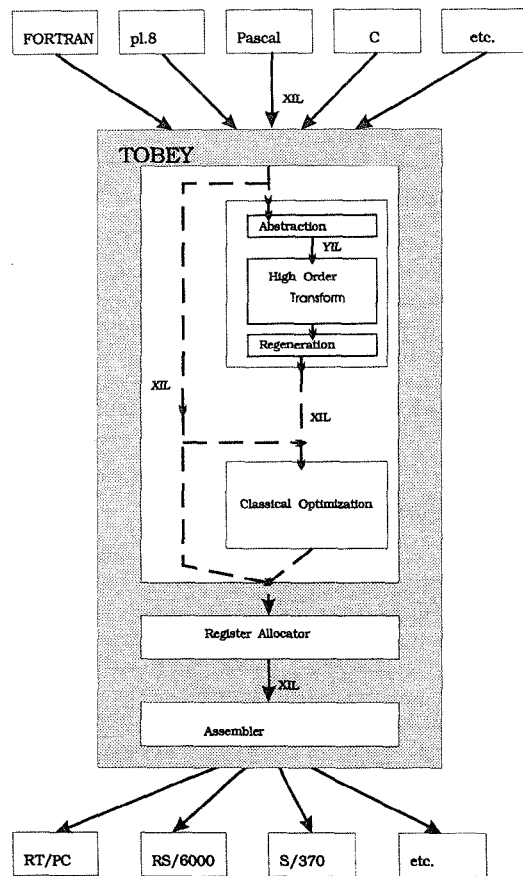 FORTRAN pl.8 Pascal C etc.
XIL
TOBEY
Abstraction
YIL
High Order
Transform
Regeneration
XIL
XIL
Classical Optimization
Register Allocator
XIL
Assembler
RT/PC RS/6000 S/370 etc.